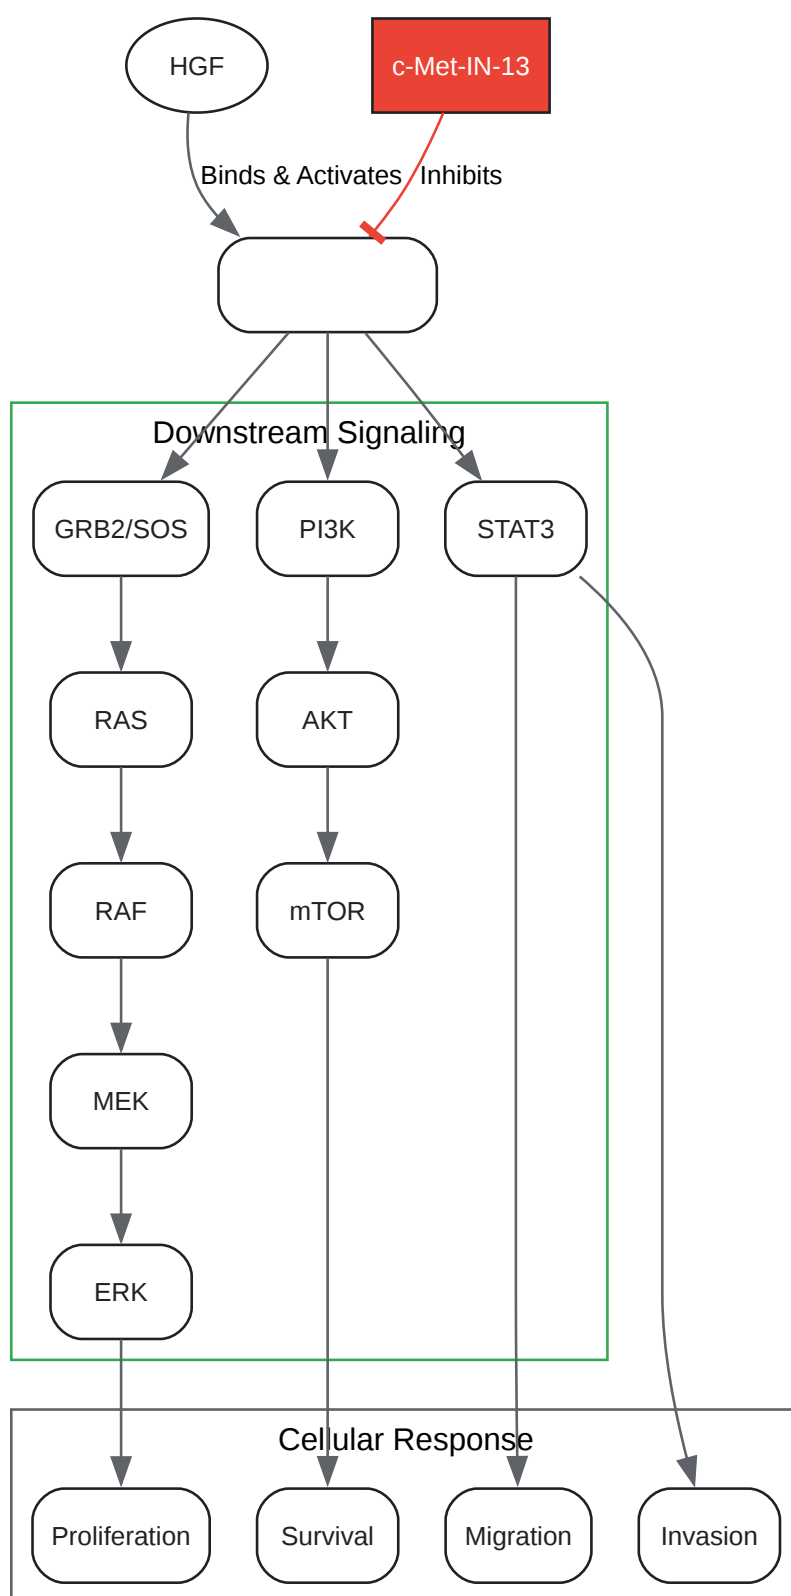 HGF
c-Met-IN-13
Binds & Activates
Inhibits
Downstream Signaling
GRB2/SOS
PI3K
STAT3
RAS
AKT
RAF
mTOR
MEK
ERK
Cellular Response
Proliferation
Survival
Migration
Invasion